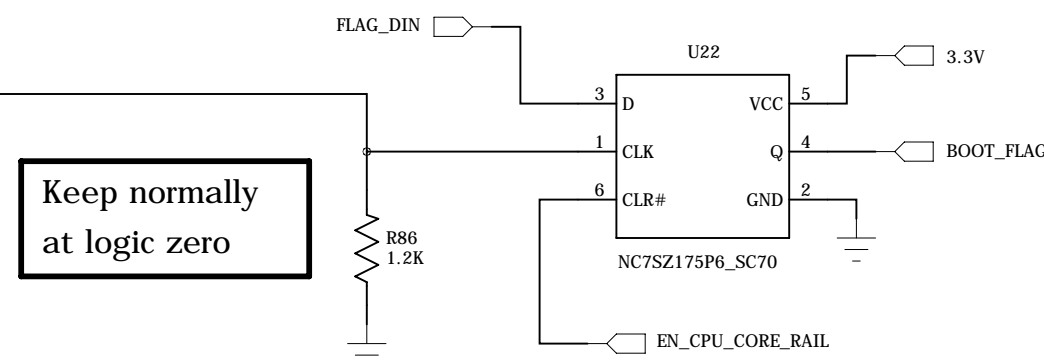 FLAG_DIN
U22
3.3V
3
D
VCC
5
1
CLK
Q
4
BOOT_FLAG
6
CLR#
GND
2
Keep normally
at logic zero
R86
1.2K
NC7SZ175P6_SC70
EN_CPU_CORE_RAIL